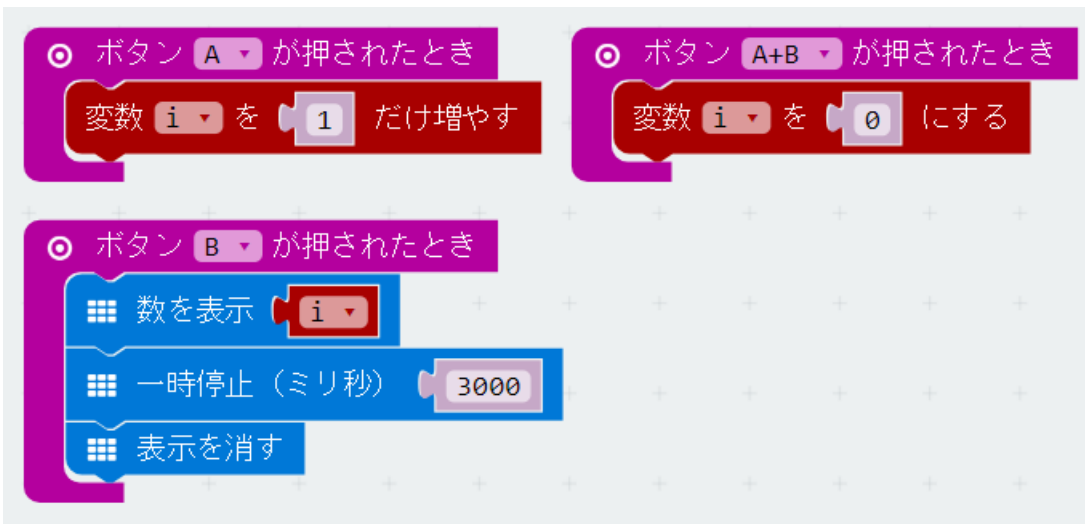 ボタン A が押されたとき
変数 i を 1 だけ増やす
ボタン A+B が押されたとき
変数 i を 0 にする
ボタン B が押されたとき
数を表示 i
一時停止（ミリ秒） 3000
表示を消す